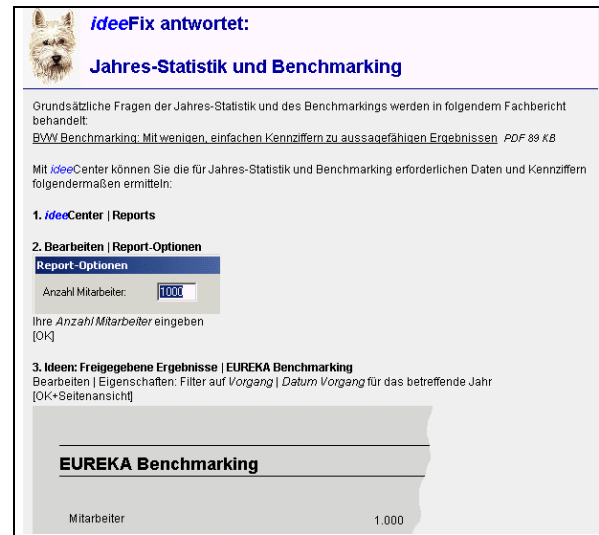 ideeFix antwortet:
Jahres-Statistik und Benchmarking
Grundsätzliche Fragen der Jahres-Statistik und des Benchmarkings werden in folgendem Fachbericht
behandelt:
BVW Benchmarking: Mit wenigen, einfachen Kennziffern zu aussagefähigen Ergebnissen PDF 89 KB
Mit ideeCenter können Sie die für Jahres-Statistik und Benchmarking erforderlichen Daten und Kennziffern
folgendermaßen ermitteln:
1. ideeCenter | Reports
2. Bearbeiten | Report-Optionen
Report-Optionen
Anzahl Mitarbeiter: 1000
Ihre Anzahl Mitarbeiter eingeben
[OK]
3. Ideen: Freigegebene Ergebnisse | EUREKA Benchmarking
Bearbeiten | Eigenschaften: Filter auf Vorgang | Datum Vorgang für das betreffende Jahr
[OK+Seitenansicht]
EUREKA Benchmarking
Mitarbeiter 1.000